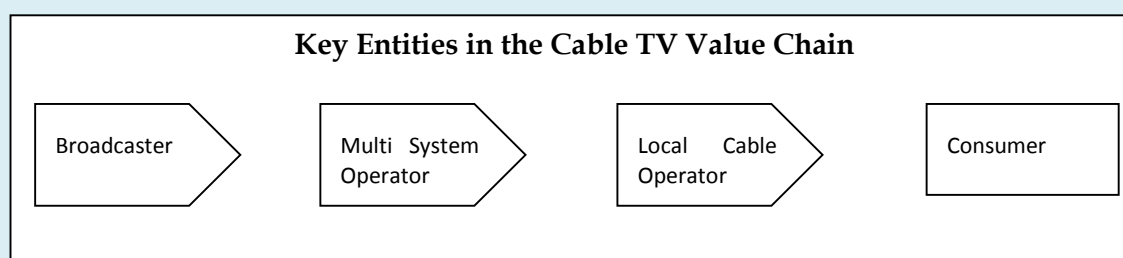 Key Entities in the Cable TV Value Chain
Broadcaster
Multi System
Operator
Local Cable
Operator
Consumer